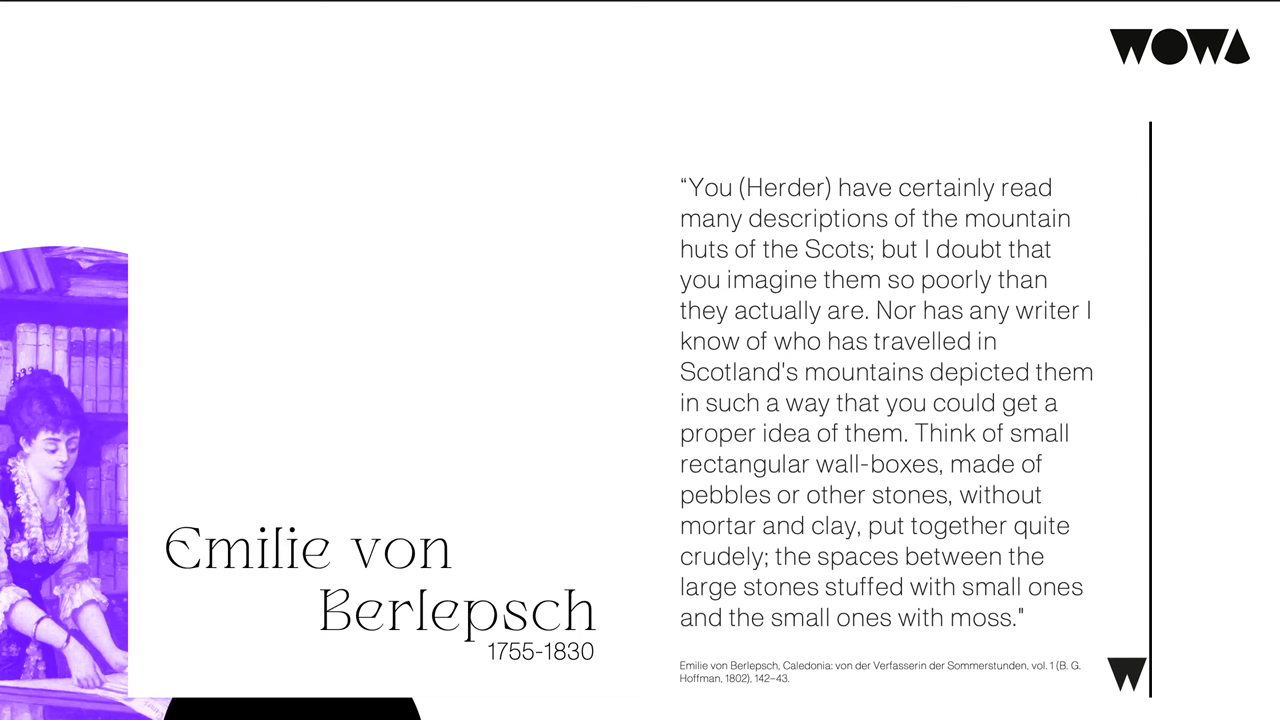 WOWA
“You (Herder) have certainly read
many descriptions of the mountain
huts of the Scots; but I doubt that
you imagine them so poorly than
they actually are. Nor has any writer I
know of who has travelled in
Scotland's mountains depicted them
in such a way that you could get a
proper idea of them. Think of small
rectangular wall-boxes, made of
pebbles or other stones, without
mortar and clay, put together quite
crudely; the spaces between the
large stones stuffed with small ones
and the small ones with moss."
Emilie von
Berlepsch
1755-1830
Emilie von Berlepsch, Caledonia: von der Verfasserin der Sommerstunden, vol. 1 (B. G.
Hoffman, 1802), 142–43.
W